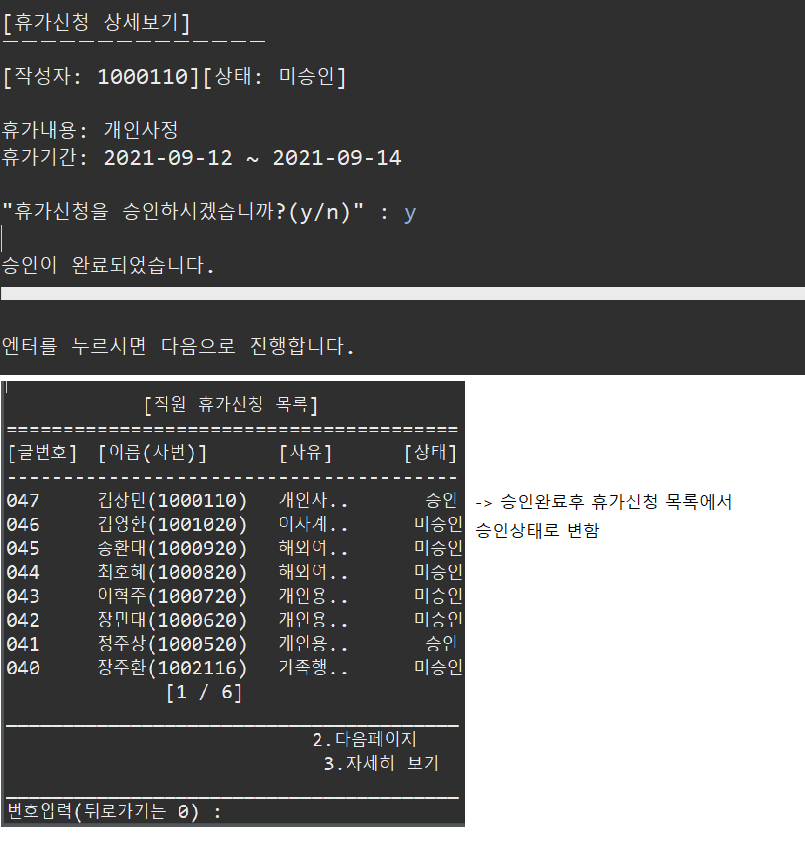 [휴가신청 상세보기]
[작성자: 1000110][상태: 미승인]
휴가내용: 개인사정
휴가기간: 2021-09-12 ~ 2021-09-14
"휴가신청을 승인하시겠습니까?(y/n)" : y
승인이 완료되었습니다.
엔터를 누르시면 다음으로 진행합니다.
[직원 휴가신청 목록]
=========================================
[글번호] [이름(사번)] [사유] [상태]
-----------------------------------------
047 김상민(1000110) 개인사.. 승인
046 김영환(1001020) 이사계.. 미승인
045 송환대(1000920) 해외여.. 미승인
044 최호혜(1000820) 해외여.. 미승인
043 이혁주(1000720) 개인용.. 미승인
042 장민대(1000620) 개인용.. 미승인
041 정주상(1000520) 개인용.. 승인
040 장주환(1002116) 가족행.. 미승인
[1 / 6]
2.다음페이지
3.자세히 보기
번호입력(뒤로가기는 0) :
-> 승인완료후 휴가신청 목록에서
승인상태로 변함